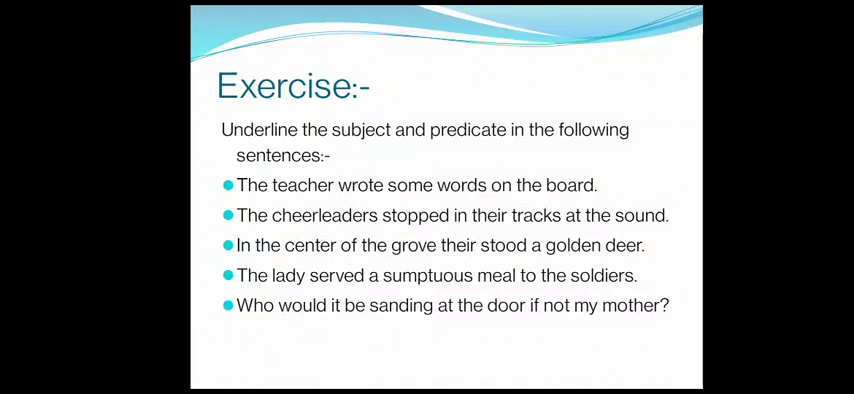 Exercise:-
Underline the subject and predicate in the following
sentences:-
The teacher wrote some words on the board.
The cheerleaders stopped in their tracks at the sound.
In the center of the grove their stood a golden deer.
The lady served a sumptuous meal to the soldiers.
Who would it be sanding at the door if not my mother?